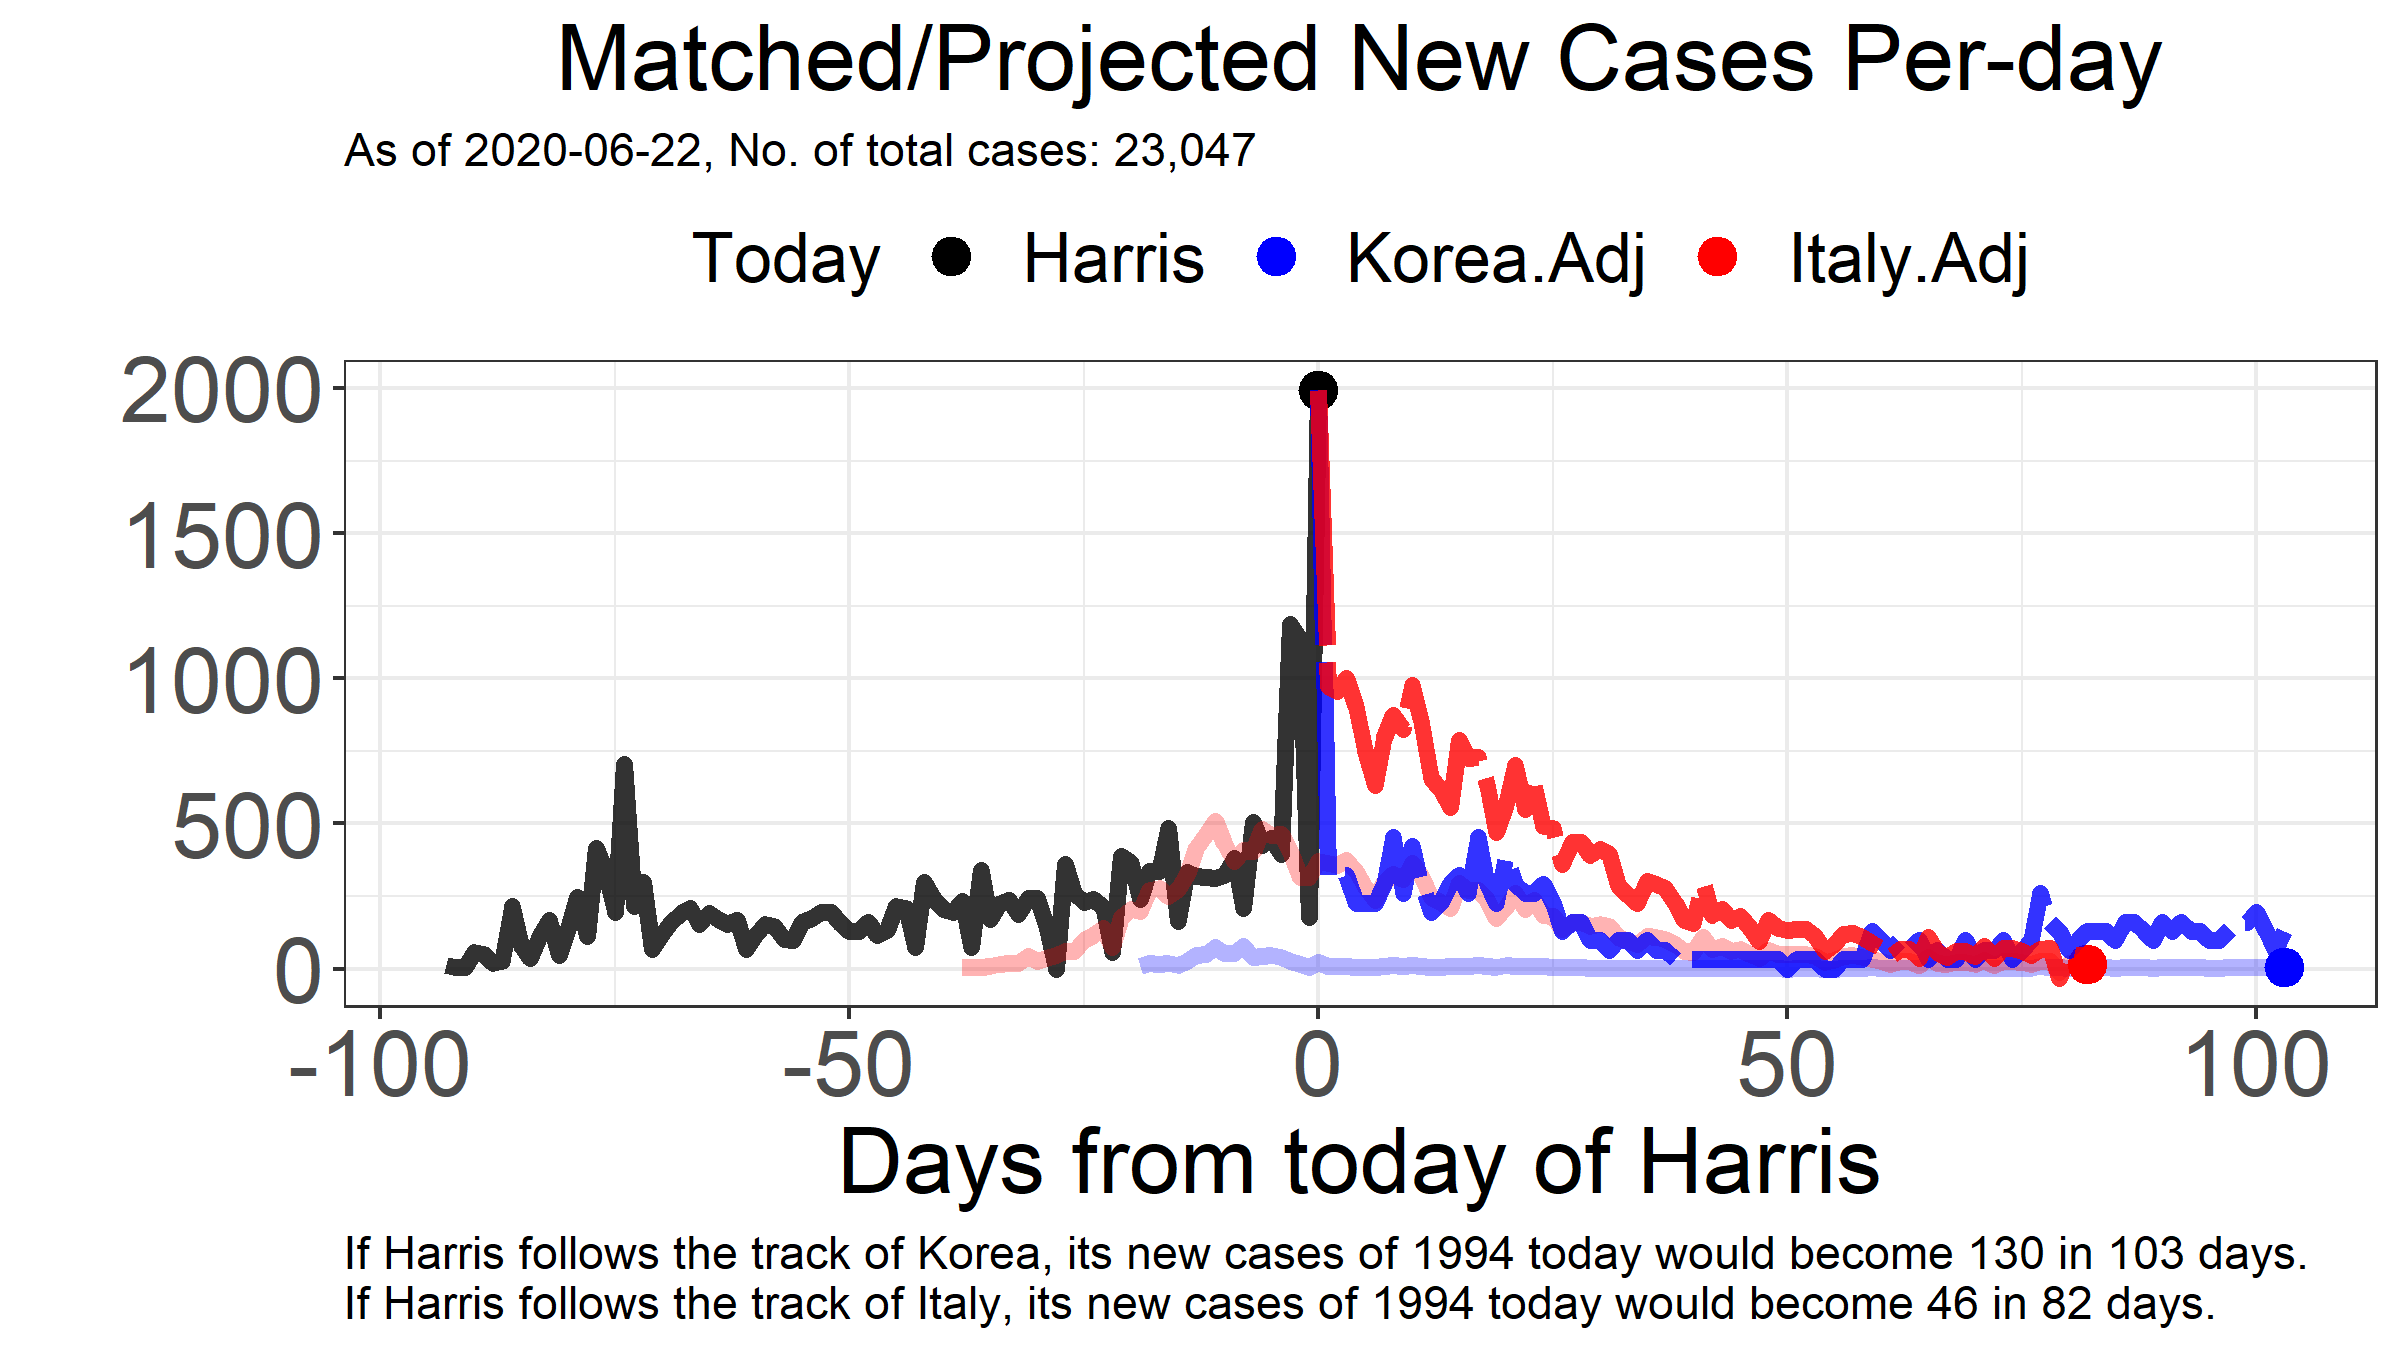 Matched/Projected New Cases Per-day
As of 2020-06-22, No. of total cases: 23,047
Today Harris Korea.Adj Italy.Adj
2000
1500
1000
500
0
-100 -50 0 50 100
Days from today of Harris
If Harris follows the track of Korea, its new cases of 1994 today would become 130 in 103 days.
If Harris follows the track of Italy, its new cases of 1994 today would become 46 in 82 days.